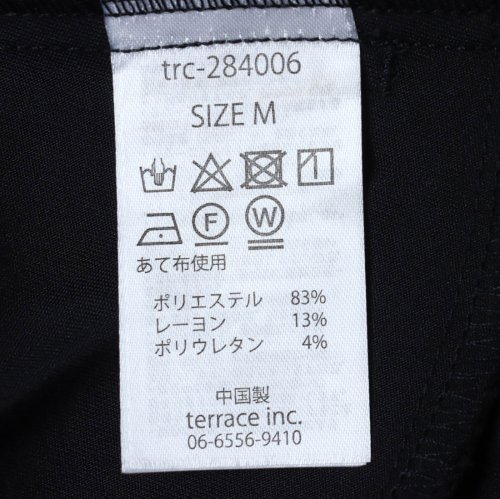 trc-284006
SIZE M
F W
あて布使用
ポリエステル 83%
レーヨン 13%
ポリウレタン 4%
中国製
terrace inc.
06-6556-9410